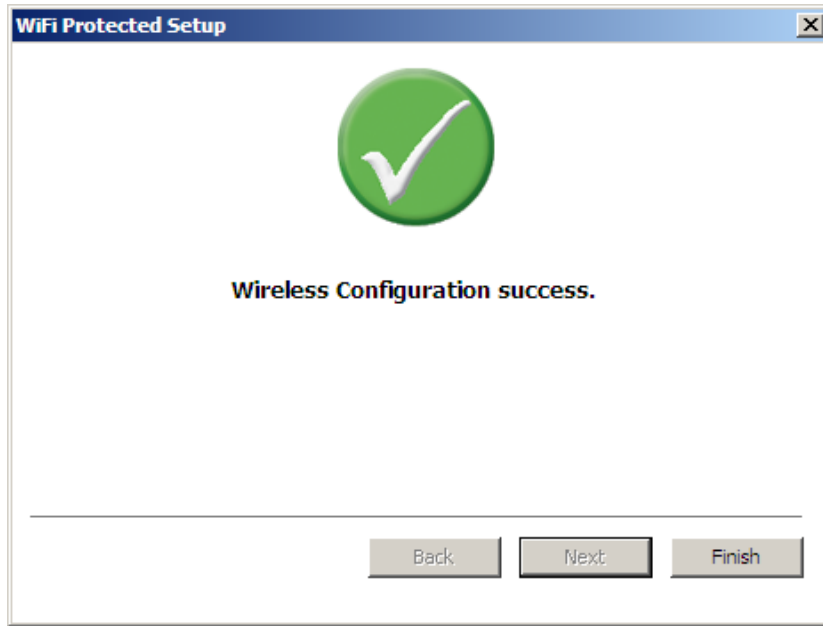 WiFi Protected Setup
Wireless Configuration success.
Back
Next
Finish